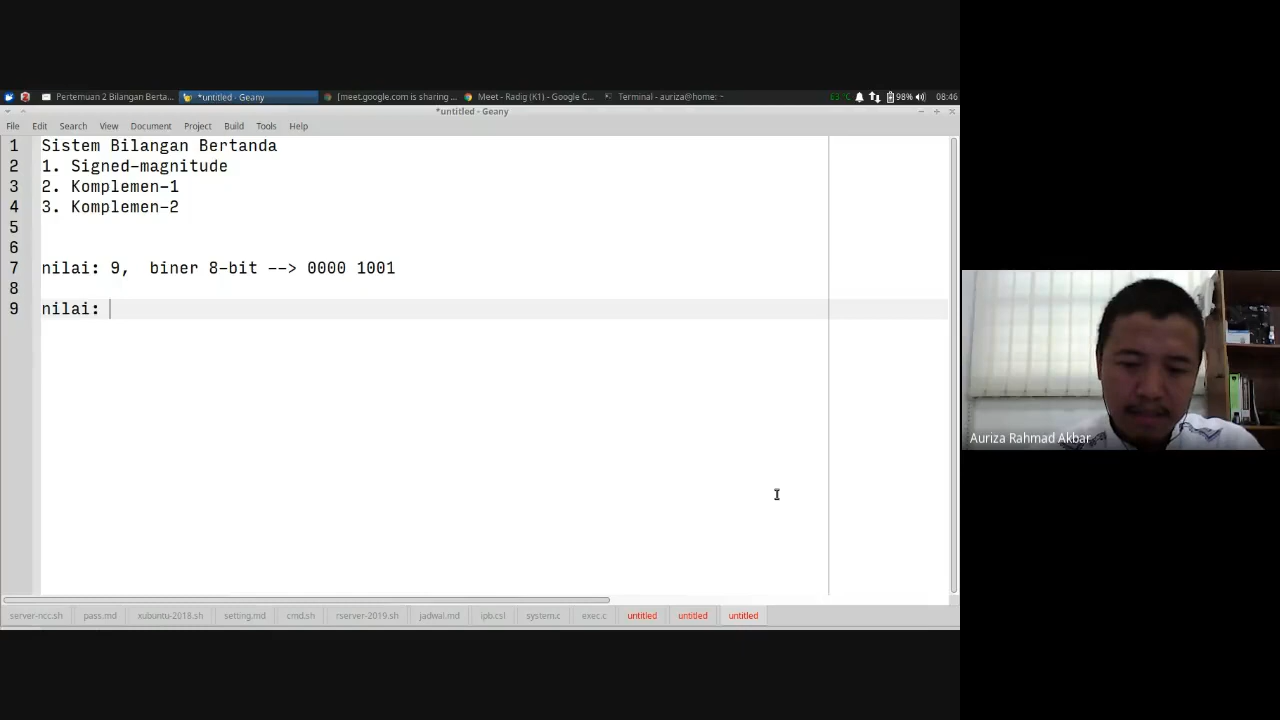 Pertemuan 2 Bilangan Berta...
*untitled - Geany
[meet.google.com is sharing ...
Meet - Radig (K1) - Google C...
Terminal - auriza@home: ~
63°C
98%
08:46
*untitled - Geany
File Edit Search View Document Project Build Tools Help
1 Sistem Bilangan Bertanda
2 1. Signed-magnitude
3 2. Komplemen-1
4 3. Komplemen-2
5
6
7 nilai: 9, biner 8-bit --> 0000 1001
8
9 nilai:
Auriza Rahmad Akbar
server-ncc.sh pass.md xubuntu-2018.sh setting.md cmd.sh rserver-2019.sh jadwal.md ipb.csl system.c exec.c untitled untitled untitled